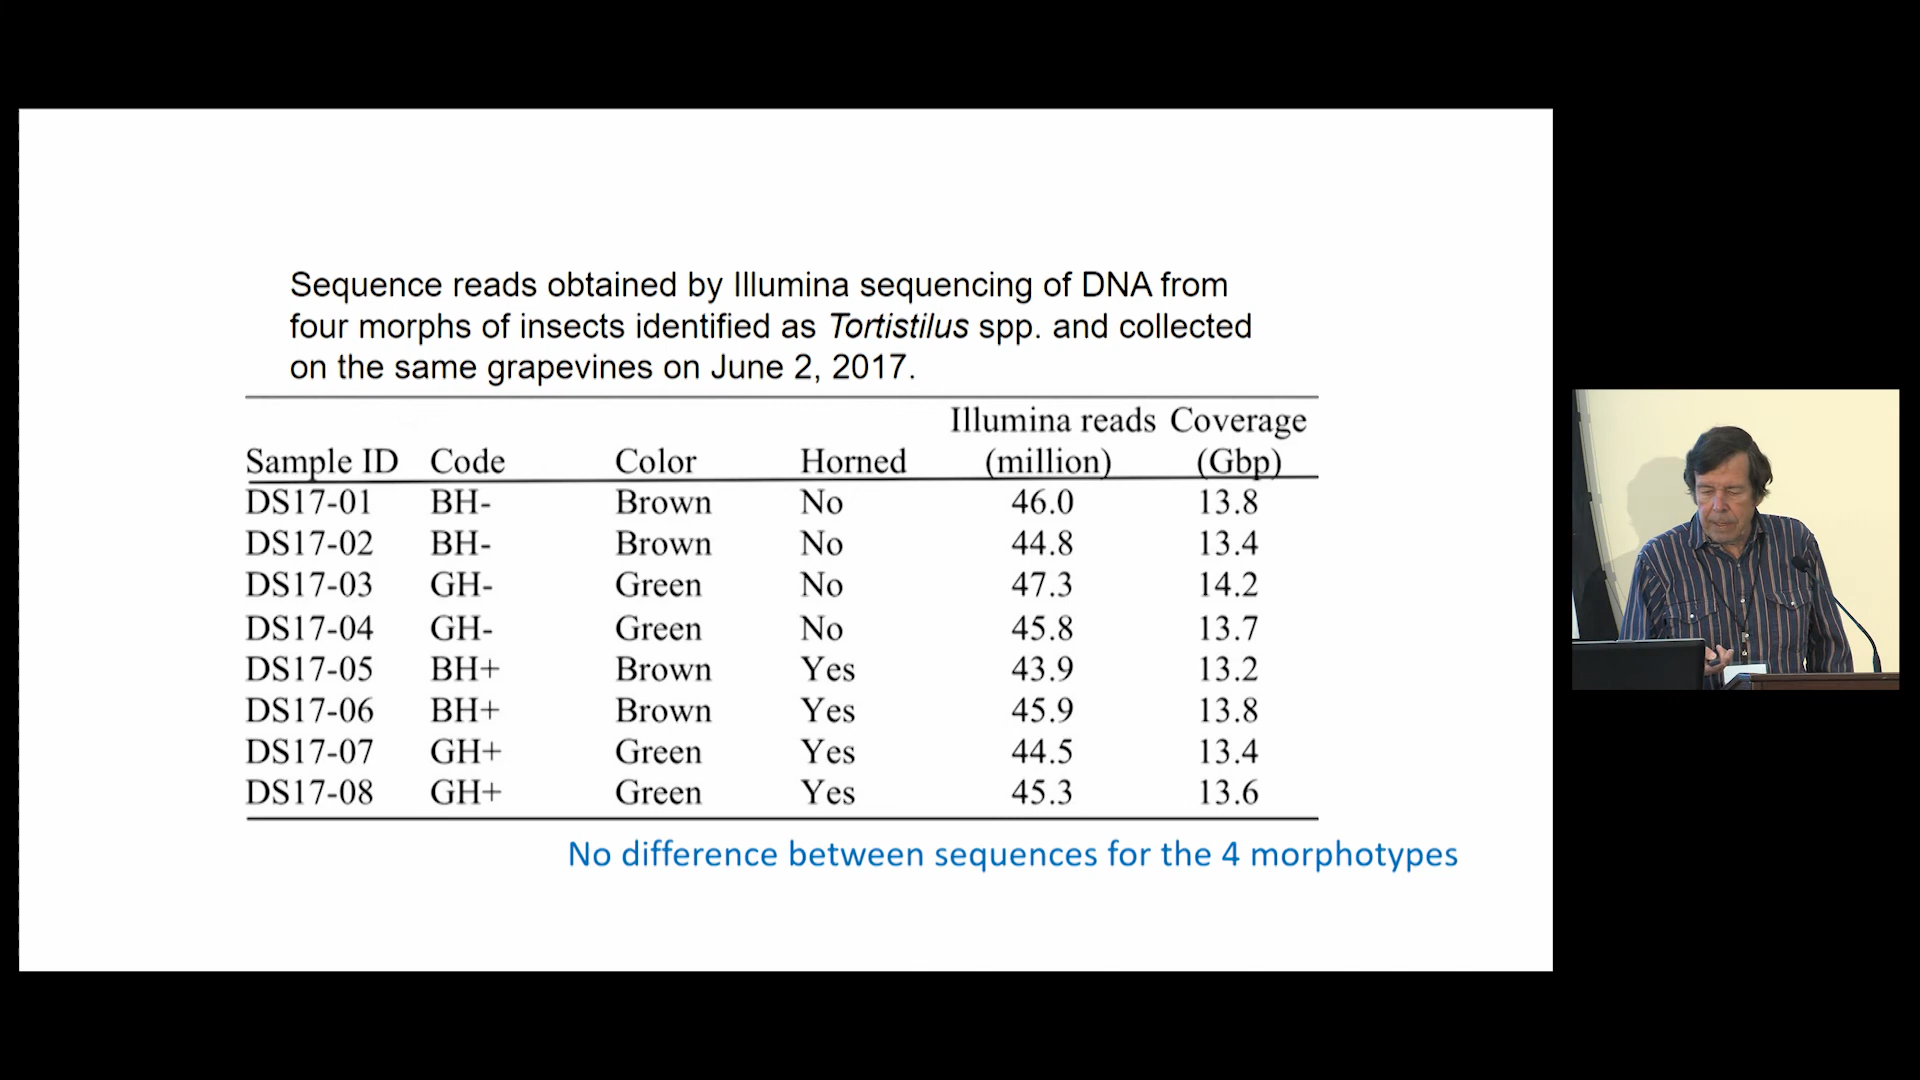 Sequence reads obtained by Illumina sequencing of DNA from
four morphs of insects identified as Tortistilus spp. and collected
on the same grapevines on June 2, 2017.
Illumina reads Coverage
Sample ID Code Color Horned (million) (Gbp)
DS17-01 BH- Brown No 46.0 13.8
DS17-02 BH- Brown No 44.8 13.4
DS17-03 GH- Green No 47.3 14.2
DS17-04 GH- Green No 45.8 13.7
DS17-05 BH+ Brown Yes 43.9 13.2
DS17-06 BH+ Brown Yes 45.9 13.8
DS17-07 GH+ Green Yes 44.5 13.4
DS17-08 GH+ Green Yes 45.3 13.6
No difference between sequences for the 4 morphotypes